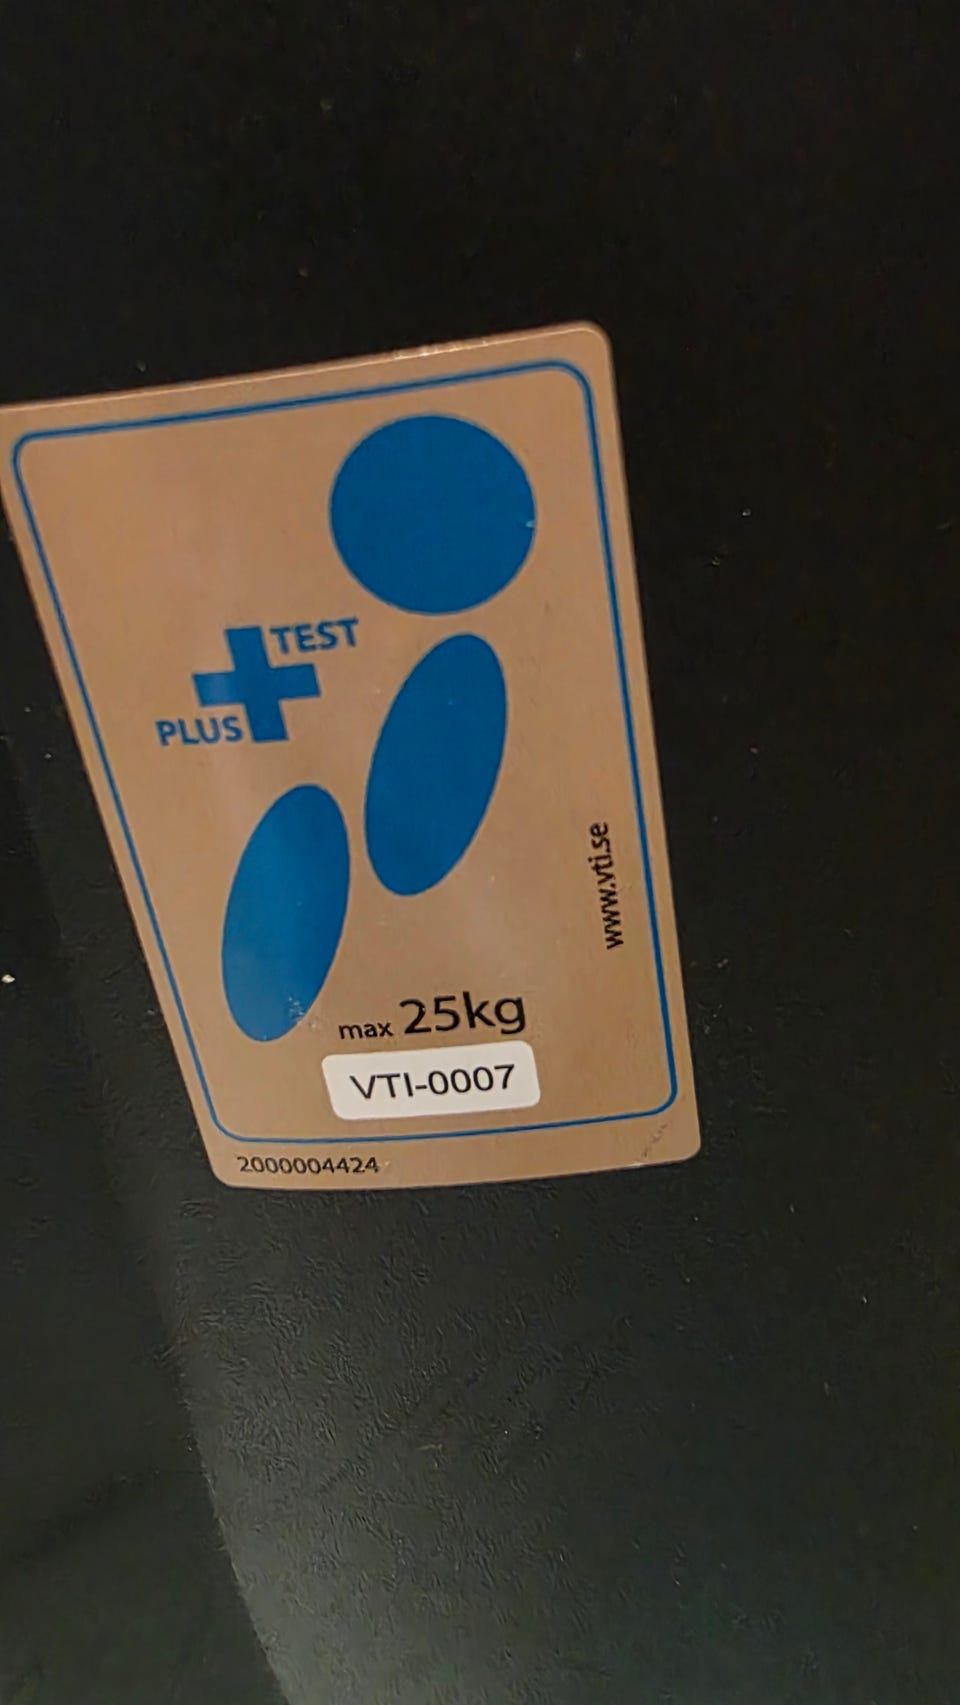 TEST
PLUS
www.vti.se
max 25kg
VTI-0007
2000004424